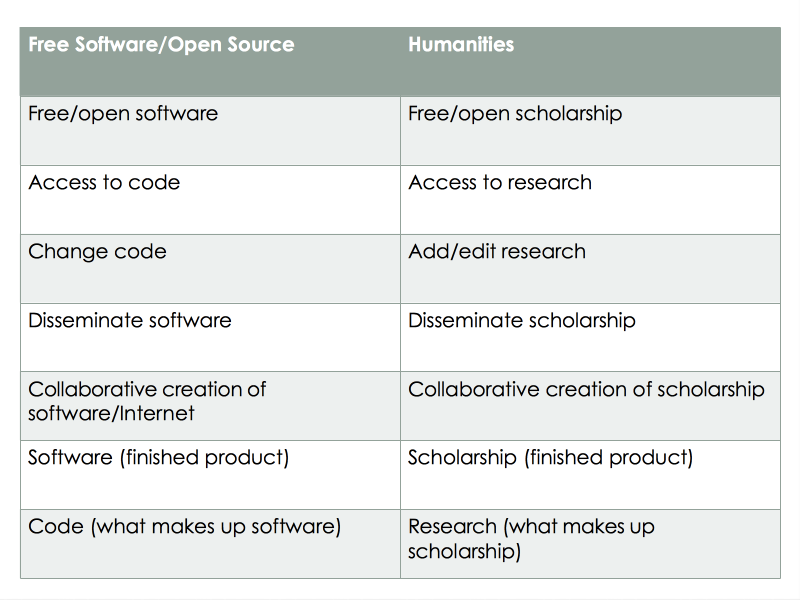 Free Software/Open Source
Humanities
Free/open software
Free/open scholarship
Access to code
Access to research
Change code
Add/edit research
Disseminate software
Disseminate scholarship
Collaborative creation of
software/Internet
Collaborative creation of scholarship
Software (finished product)
Scholarship (finished product)
Code (what makes up software)
Research (what makes up
scholarship)